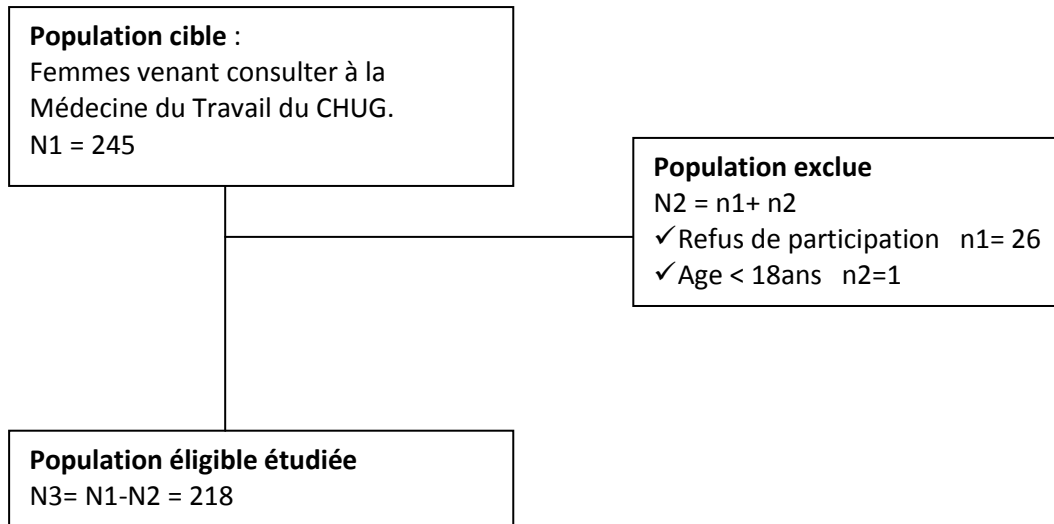 Population cible :
Femmes venant consulter à la
Médecine du Travail du CHUG.
N1 = 245
Population exclue
N2 = n1+ n2
✓Refus de participation n1= 26
✓Age < 18ans n2=1
Population éligible étudiée
N3= N1-N2 = 218